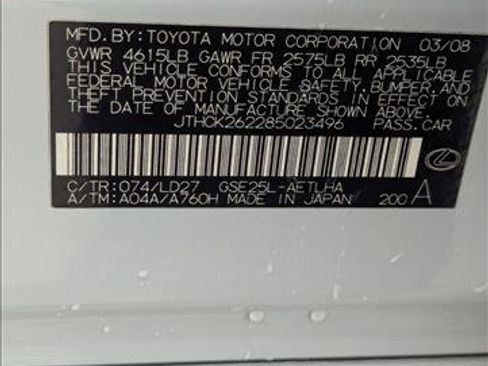 MFD.BY:TOYOTA MOTOR CORPORATION 03/08
GVWR 4615LB GAWR FR 2575LB RR 2535LB
THIS VEHICLE CONFORMS TO ALL APPLICABLE
FEDERAL MOTOR VEHICLE SAFETY,BUMPER,AND
THEFT PREVENTION STANDARDS IN EFFECT ON
THE DATE OF MANUFACTURE SHOWN ABOVE.
JTHCK262285023496 PASS.CAR
C/TR:074/LD27 GSE25L-AETLHA
A/TM:A04A/A760H MADE IN JAPAN 200 A